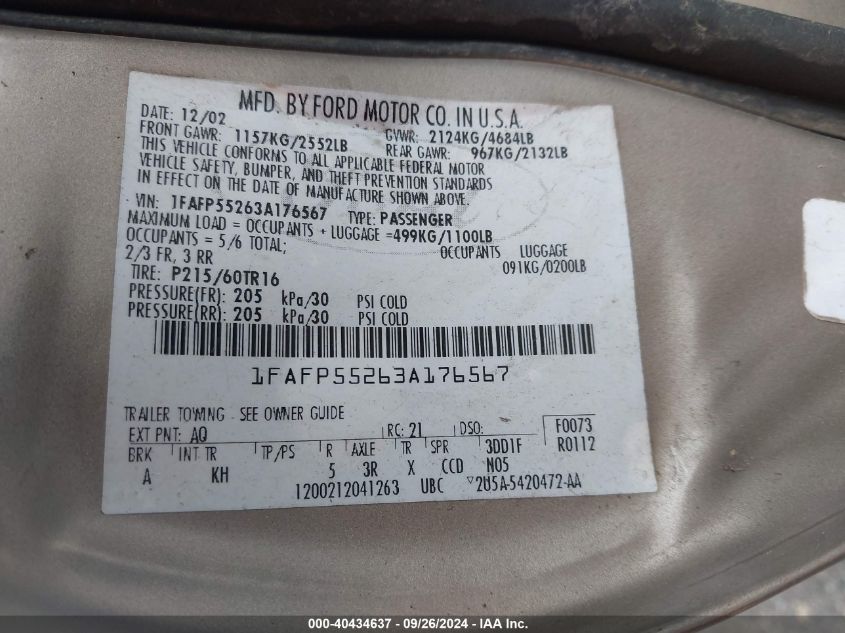 MFD. BY FORD MOTOR CO. IN U.S.A.
DATE: 12/02 GVWR: 2124KG/4684LB
FRONT GAWR: 1157KG/2552LB REAR GAWR: 967KG/2132LB
THIS VEHICLE CONFORMS TO ALL APPLICABLE FEDERAL MOTOR
VEHICLE SAFETY, BUMPER, AND THEFT PREVENTION STANDARDS
IN EFFECT ON THE DATE OF MANUFACTURE SHOWN ABOVE.
VIN: 1FAFP55263A176567 TYPE: PASSENGER
MAXIMUM LOAD = OCCUPANTS + LUGGAGE =499KG/1100LB
OCCUPANTS = 5/6 TOTAL; OCCUPANTS LUGGAGE
2/3 FR, 3 RR 091KG/0200LB
TIRE: P215/60TR16
PRESSURE(FR): 205 kPa/30 PSI COLD
PRESSURE(RR): 205 kPa/30 PSI COLD
1FAFP55263A176567
TRAILER TOWING - SEE OWNER GUIDE
EXT PNT: AQ RC: 21 DSO: F0073
BRK INT TR TP/PS R AXLE TR SPR 3DD1F R0112
A KH 5 3R X CCD N05
1200212041263 UBC 2U5A-5420472-AA
000-40434637 - 09/26/2024 - IAA Inc.